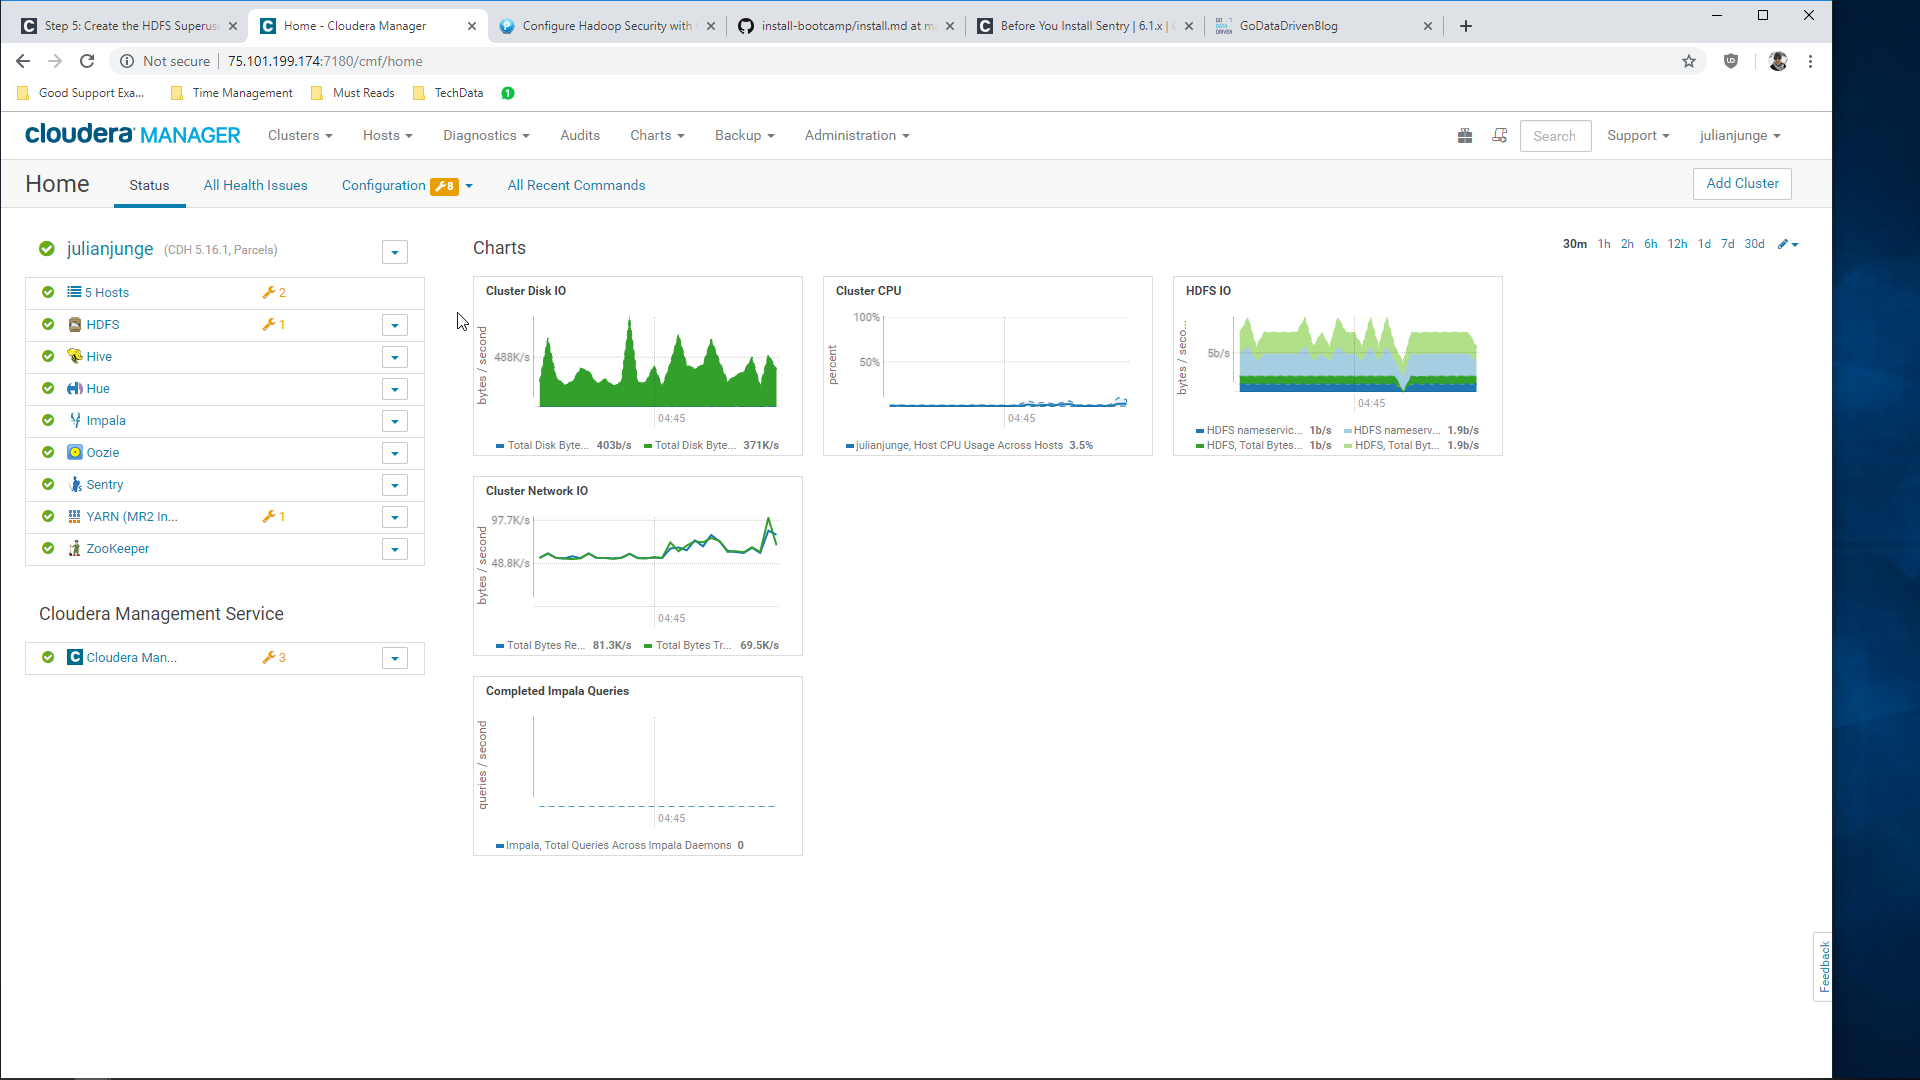 Step 5: Create the HDFS Superuse
Home - Cloudera Manager
Configure Hadoop Security with
install-bootcamp/install.md at m
Before You Install Sentry | 6.1.x |
GoDataDrivenBlog
Not secure | 75.101.199.174:7180/cmf/home
Good Support Exa...
Time Management
Must Reads
TechData
1
cloudera MANAGER
Clusters
Hosts
Diagnostics
Audits
Charts
Backup
Administration
Search
Support
julianjunge
Home
Status
All Health Issues
Configuration 8
All Recent Commands
Add Cluster
julianjunge (CDH 5.16.1, Parcels)
5 Hosts 2
HDFS 1
Hive
Hue
Impala
Oozie
Sentry
YARN (MR2 In... 1
ZooKeeper
Cloudera Management Service
Cloudera Man... 3
Charts
30m 1h 2h 6h 12h 1d 7d 30d
Cluster Disk IO
bytes / second
488K/s
04:45
Total Disk Byte... 403b/s Total Disk Byte... 371K/s
Cluster CPU
percent
100%
50%
04:45
julianjunge, Host CPU Usage Across Hosts 3.5%
HDFS IO
bytes / seco...
5b/s
04:45
HDFS nameservic... 1b/s HDFS nameserv... 1.9b/s
HDFS, Total Bytes... 1b/s HDFS, Total Byt... 1.9b/s
Cluster Network IO
bytes / second
97.7K/s
48.8K/s
04:45
Total Bytes Re... 81.3K/s Total Bytes Tr... 69.5K/s
Completed Impala Queries
queries / second
04:45
Impala, Total Queries Across Impala Daemons 0
Feedback